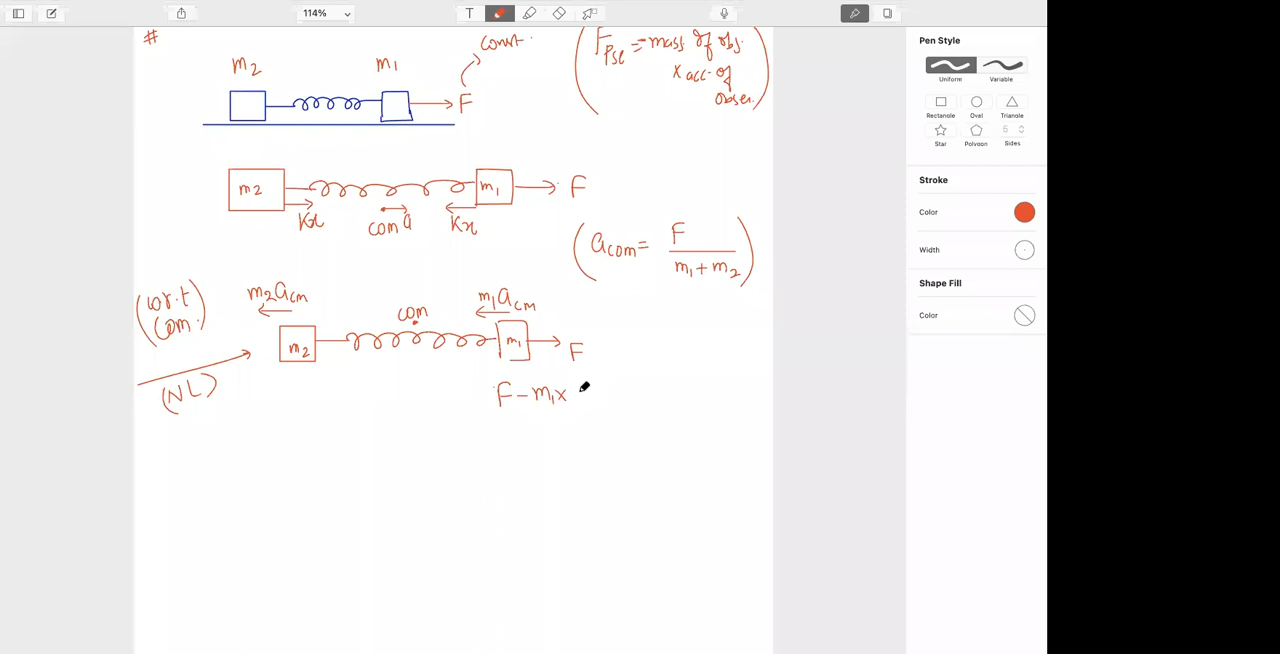 114%
T
#
const.
m2
m1
F
(Fpse = mass of obj.
x acc. of
obser.)
m2
m1
F
Kx
com a
Kx
(acom = F / m1 + m2)
(w.r.t
Com.)
m2acm
com
m1acm
m2
m1
F
(NL)
F - m1x
Pen Style
Uniform
Variable
Rectangle
Oval
Triangle
Star
Polygon
5
Sides
Stroke
Color
Width
Shape Fill
Color